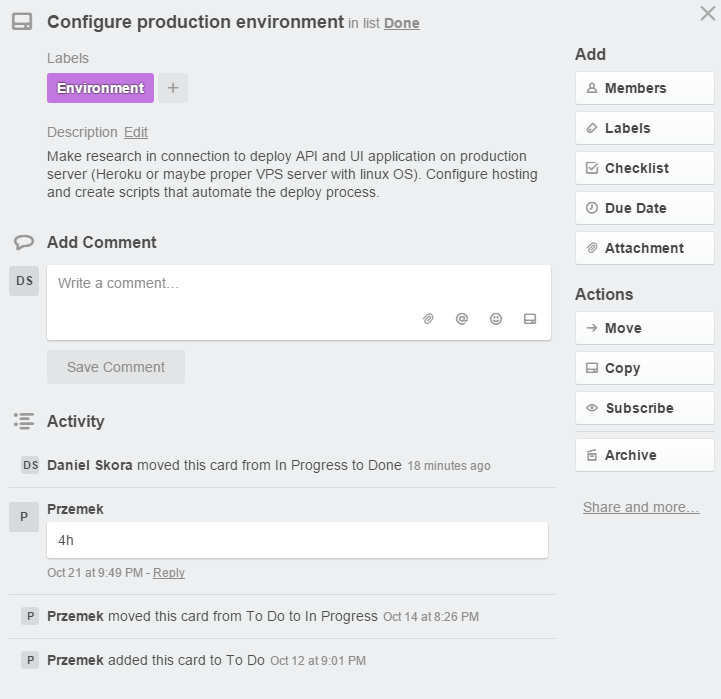 Configure production environment in list Done
Labels
Environment +
Description Edit
Make research in connection to deploy API and UI application on production
server (Heroku or maybe proper VPS server with linux OS). Configure hosting
and create scripts that automate the deploy process.
Add Comment
DS
Write a comment…
@
Save Comment
Activity
DS Daniel Skora moved this card from In Progress to Done 18 minutes ago
P
Przemek
4h
Oct 21 at 9:49 PM - Reply
P Przemek moved this card from To Do to In Progress Oct 14 at 8:26 PM
P Przemek added this card to To Do Oct 12 at 9:01 PM
Add
Members
Labels
Checklist
Due Date
Attachment
Actions
Move
Copy
Subscribe
Archive
Share and more…